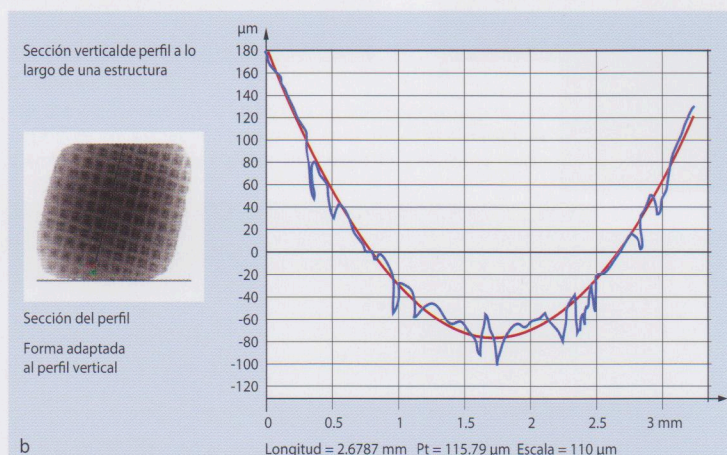 Sección verticalde perfil a lo
largo de una estructura
Sección del perfil
Forma adaptada
al perfil vertical
b
µm
180
160
140
120
100
80
60
40
20
0
-20
-40
-60
-80
-100
-120
0 0.5 1 1.5 2 2.5 3 mm
Longitud = 2.6787 mm Pt = 115.79 µm Escala = 110 µm